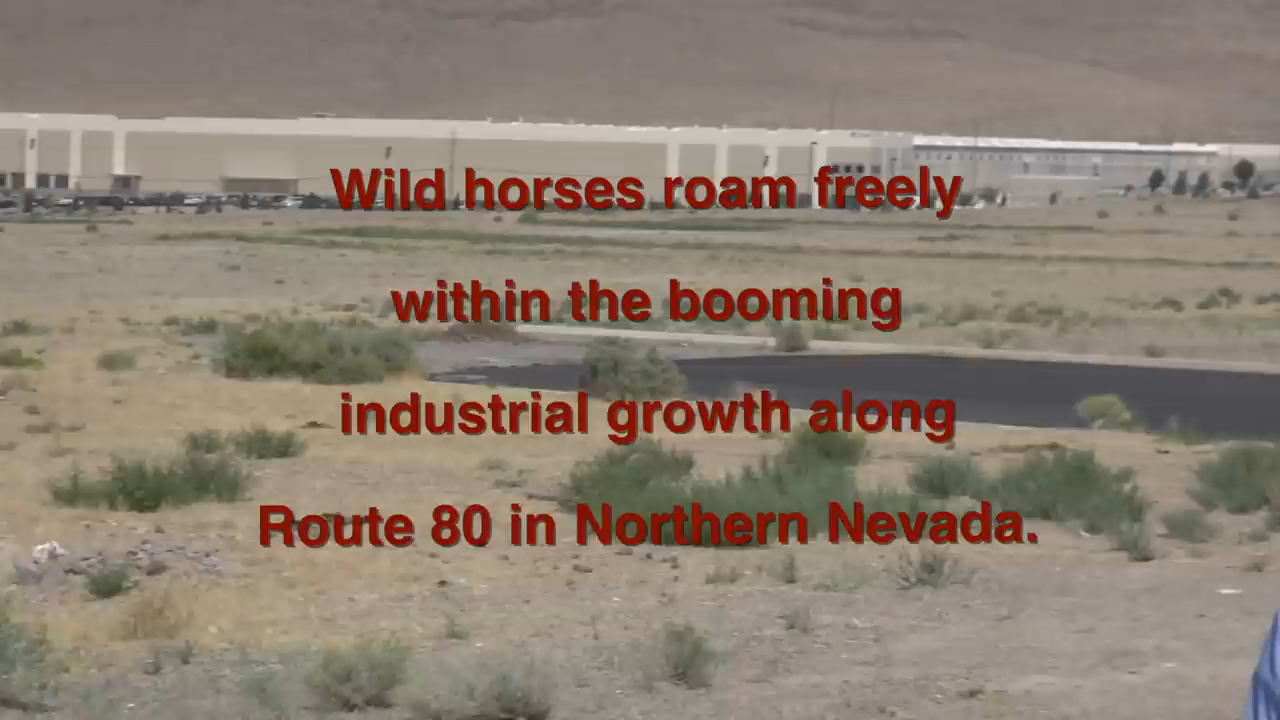 Wild horses roam freely
within the booming
industrial growth along
Route 80 in Northern Nevada.